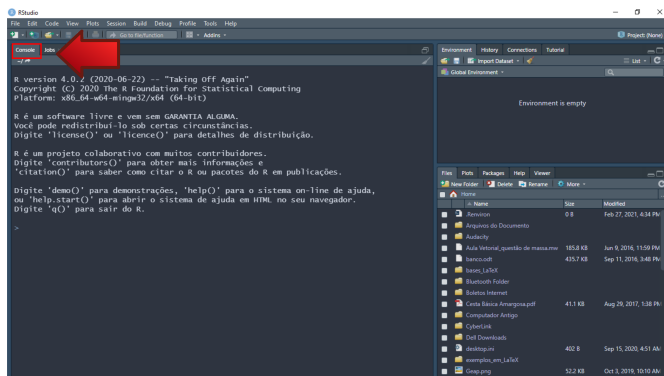 RStudio
File Edit Code View Plots Session Build Debug Profile Tools Help
Go to file/function Addins
Project: (None)
Console Jobs
R version 4.0.2 (2020-06-22) -- "Taking Off Again"
Copyright (C) 2020 The R Foundation for Statistical Computing
Platform: x86_64-w64-mingw32/x64 (64-bit)
R é um software livre e vem sem GARANTIA ALGUMA.
Você pode redistribuí-lo sob certas circunstâncias.
Digite 'license()' ou 'licence()' para detalhes de distribuição.
R é um projeto colaborativo com muitos contribuidores.
Digite 'contributors()' para obter mais informações e
'citation()' para saber como citar o R ou pacotes do R em publicações.
Digite 'demo()' para demonstrações, 'help()' para o sistema on-line de ajuda,
ou 'help.start()' para abrir o sistema de ajuda em HTML no seu navegador.
Digite 'q()' para sair do R.
>
Environment History Connections Tutorial
Import Dataset List
Global Environment
Environment is empty
Files Plots Packages Help Viewer
New Folder Delete Rename More
Home
Name Size Modified
.Renviron 0 B Feb 27, 2021, 4:34 PM
Arquivos do Documento
Audacity
Aula Vetorial_questão de massa.mw 185.8 KB Jun 9, 2016, 11:59 PM
banco.odt 435.7 KB Sep 11, 2016, 3:48 PM
bases_LaTeX
Bluetooth Folder
Boletos Internet
Cesta Básica Amargosa.pdf 41.1 KB Aug 29, 2017, 1:38 PM
Computador Antigo
CyberLink
Dell Downloads
desktop.ini 402 B Sep 15, 2020, 4:51 AM
exemplos_em_LaTeX
Geap.png 52.2 KB Oct 3, 2019, 10:10 AM